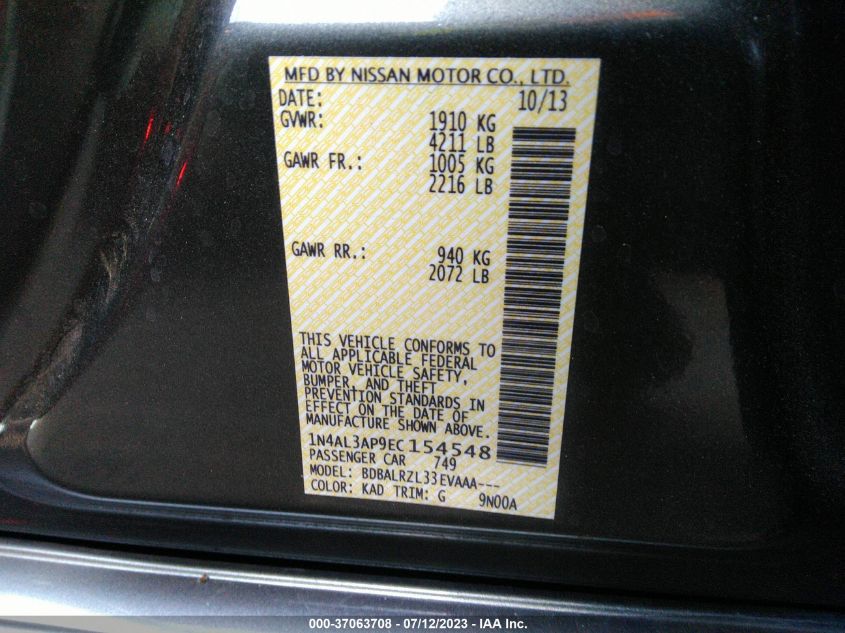 MFD BY NISSAN MOTOR CO., LTD.
DATE: 10/13
GVWR: 1910 KG
4211 LB
GAWR FR.: 1005 KG
2216 LB
GAWR RR.: 940 KG
2072 LB
THIS VEHICLE CONFORMS TO
ALL APPLICABLE FEDERAL
MOTOR VEHICLE SAFETY,
BUMPER, AND THEFT
PREVENTION STANDARDS IN
EFFECT ON THE DATE OF
MANUFACTURE SHOWN ABOVE.
1N4AL3AP9EC154548
PASSENGER CAR 749
MODEL: BDBALRZL33EVAAA---
COLOR: KAD TRIM: G 9N00A
000-37063708 - 07/12/2023 - IAA Inc.